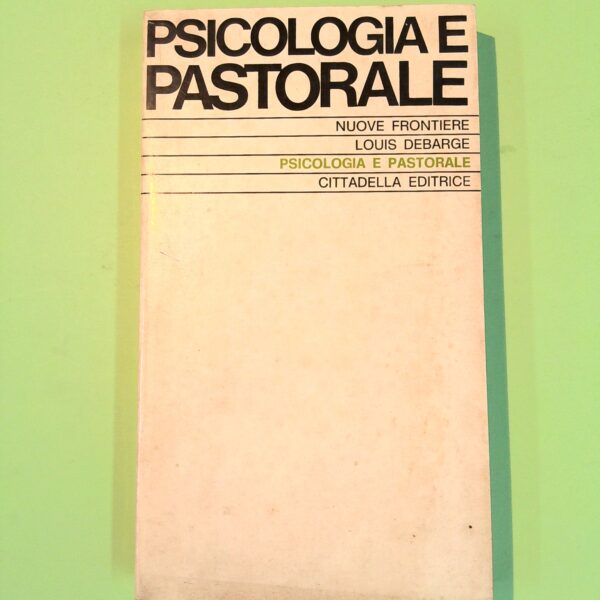 PSICOLOGIA E
PASTORALE
NUOVE FRONTIERE
LOUIS DEBARGE
PSICOLOGIA E PASTORALE
CITTADELLA EDITRICE